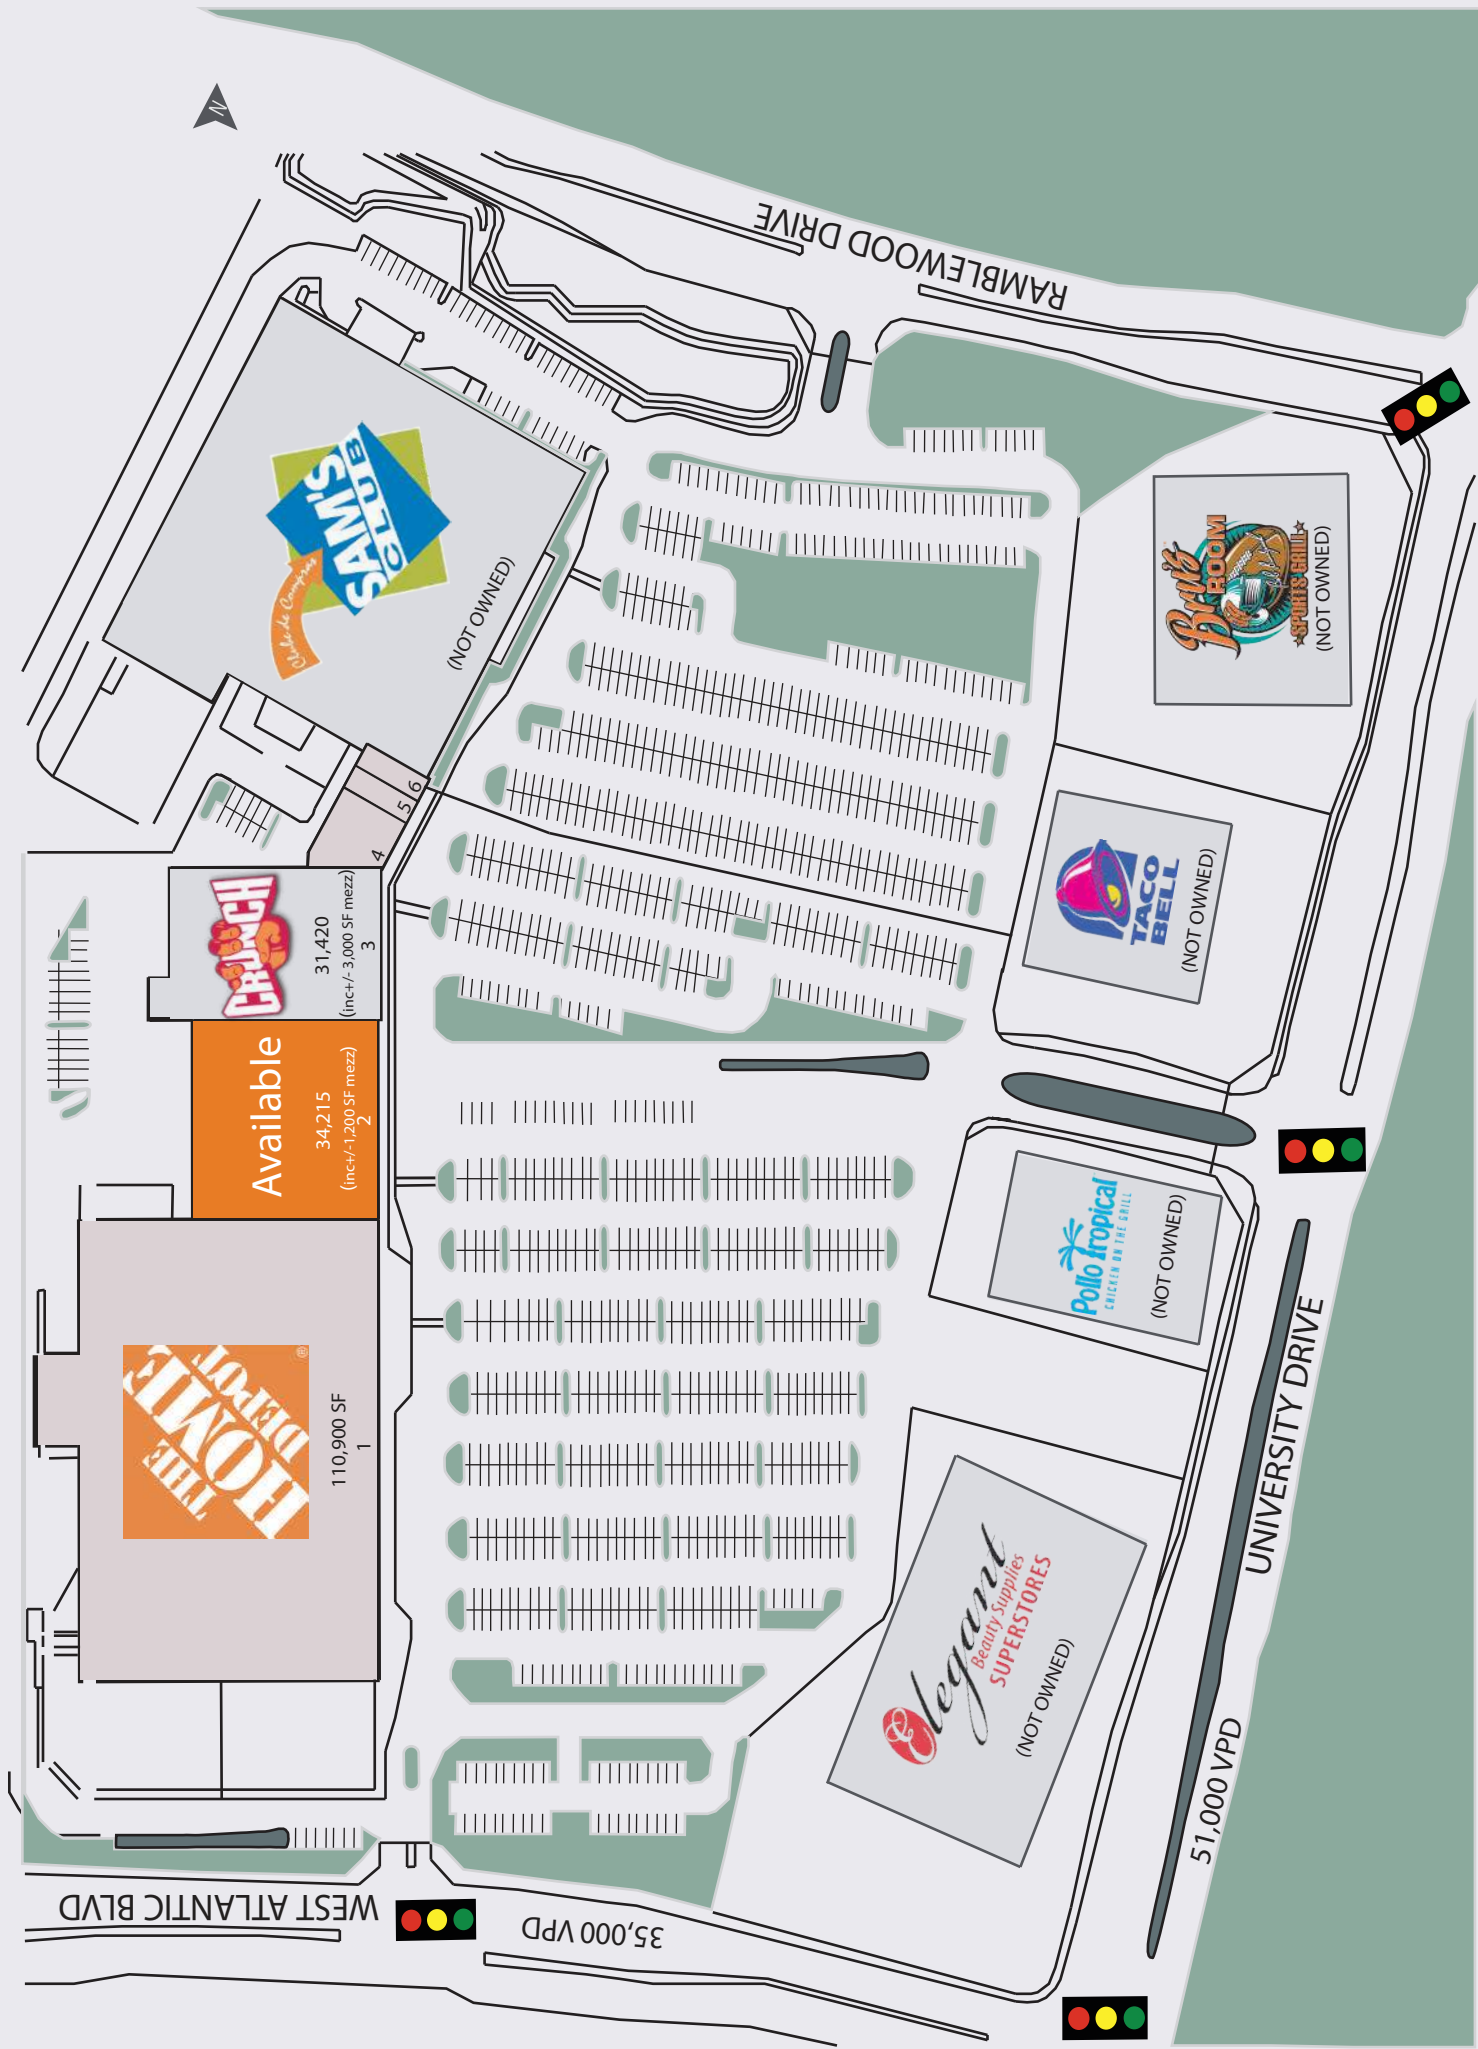 N
RAMBLEWOOD DRIVE
Clube de Compras
SAM'S
CLUB
(NOT OWNED)
Bru's
ROOM
SPORTS GRILL
(NOT OWNED)
6
5
4
CRUNCH
31,420
(inc+/- 3,000 SF mezz)
3
TACO
BELL
(NOT OWNED)
Available
34,215
(inc+/-1,200 SF mezz)
2
Pollo Tropical
CHICKEN ON THE GRILL
(NOT OWNED)
THE
HOME
DEPOT
®
110,900 SF
1
UNIVERSITY DRIVE
51,000 VPD
Elegant
Beauty Supplies
SUPERSTORES
(NOT OWNED)
WEST ATLANTIC BLVD
35,000 VPD